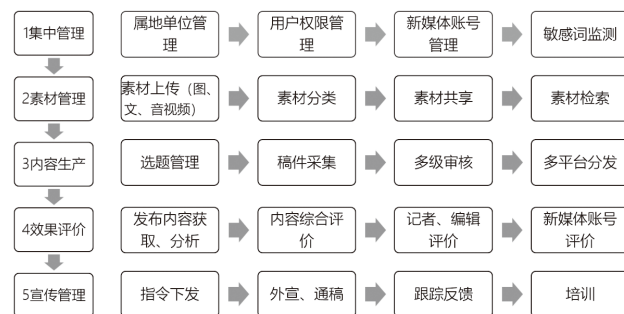 1集中管理
属地单位管
理
用户权限管
理
新媒体账号
管理
敏感词监测
2素材管理
素材上传（图、
文、音视频）
素材分类
素材共享
素材检索
3内容生产
选题管理
稿件采集
多级审核
多平台分发
4效果评价
发布内容获
取、分析
内容综合评
价
记者、编辑
评价
新媒体账号
评价
5宣传管理
指令下发
外宣、通稿
跟踪反馈
培训